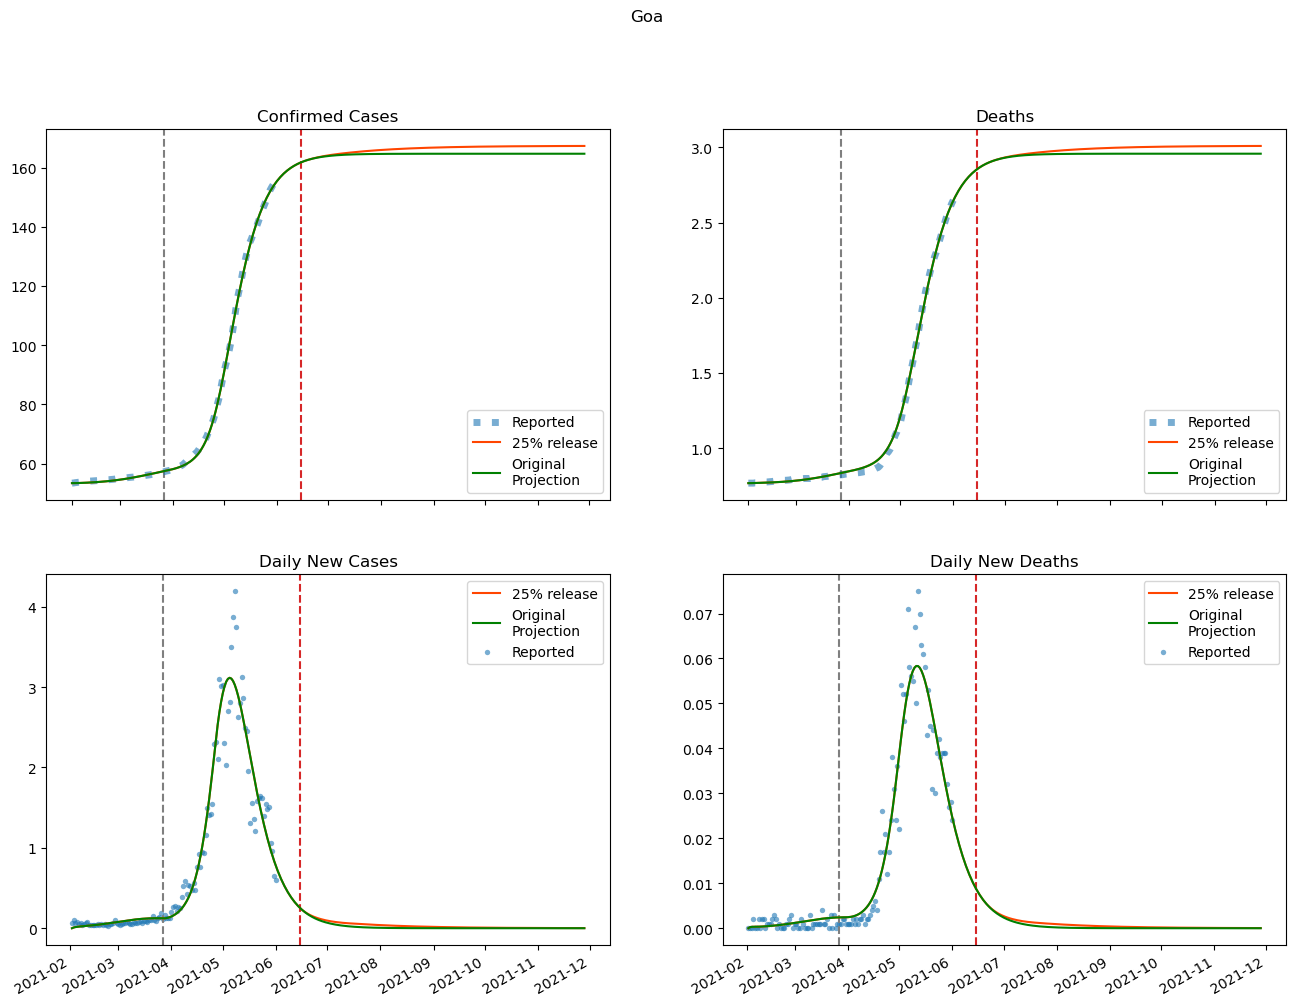 Goa
Confirmed Cases
160
140
120
100
80
60
Reported
25% release
Original
Projection
Deaths
3.0
2.5
2.0
1.5
1.0
Reported
25% release
Original
Projection
Daily New Cases
4
3
2
1
0
25% release
Original
Projection
Reported
2021-02
2021-03
2021-04
2021-05
2021-06
2021-07
2021-08
2021-09
2021-10
2021-11
2021-12
Daily New Deaths
0.07
0.06
0.05
0.04
0.03
0.02
0.01
0.00
25% release
Original
Projection
Reported
2021-02
2021-03
2021-04
2021-05
2021-06
2021-07
2021-08
2021-09
2021-10
2021-11
2021-12